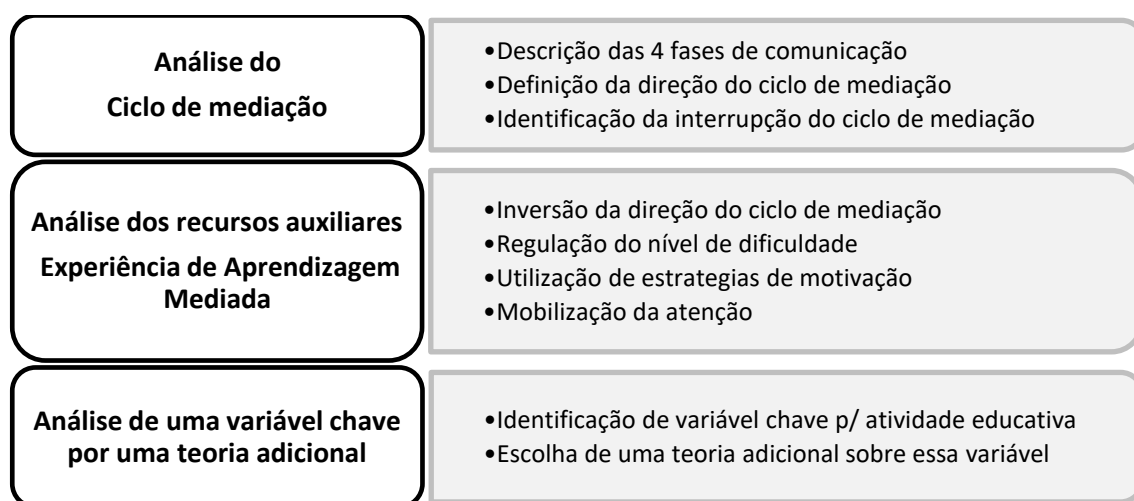 Análise do
Ciclo de mediação
•Descrição das 4 fases de comunicação
•Definição da direção do ciclo de mediação
•Identificação da interrupção do ciclo de mediação
Análise dos recursos auxiliares
Experiência de Aprendizagem
Mediada
•Inversão da direção do ciclo de mediação
•Regulação do nível de dificuldade
•Utilização de estrategias de motivação
•Mobilização da atenção
Análise de uma variável chave
por uma teoria adicional
•Identificação de variável chave p/ atividade educativa
•Escolha de uma teoria adicional sobre essa variável